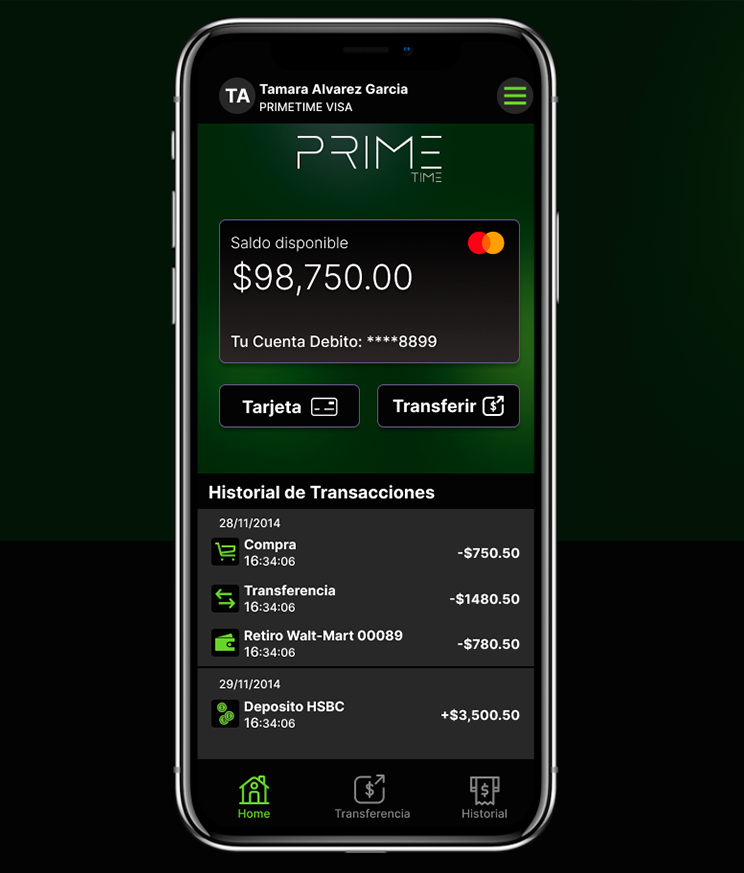 TA
Tamara Alvarez Garcia
PRIMETIME VISA
PRIME
TIME
Saldo disponible
$98,750.00
Tu Cuenta Debito: ****8899
Tarjeta
Transferir
Historial de Transacciones
28/11/2014
Compra
16:34:06
-$750.50
Transferencia
16:34:06
-$1480.50
Retiro Walt-Mart 00089
16:34:06
-$780.50
29/11/2014
Deposito HSBC
16:34:06
+$3,500.50
Home
Transferencia
Historial